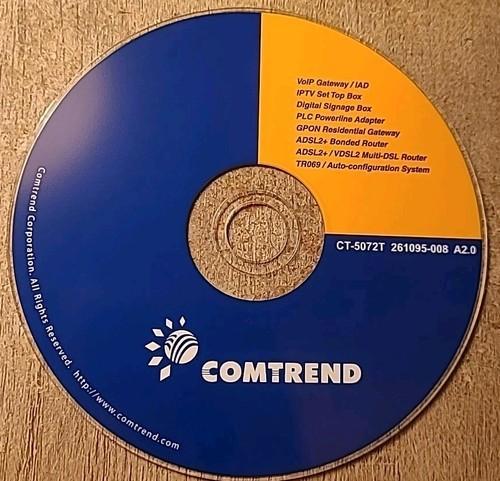 VoIP Gateway / IAD
IPTV Set Top Box
Digital Signage Box
PLC Powerline Adapter
GPON Residential Gateway
ADSL2+ Bonded Router
ADSL2+ / VDSL2 Multi-DSL Router
TR069 / Auto-configuration System
CT-5072T 261095-008 A2.0
COMTREND
Comtrend Corporation. All Rights Reserved. http://www.comtrend.com